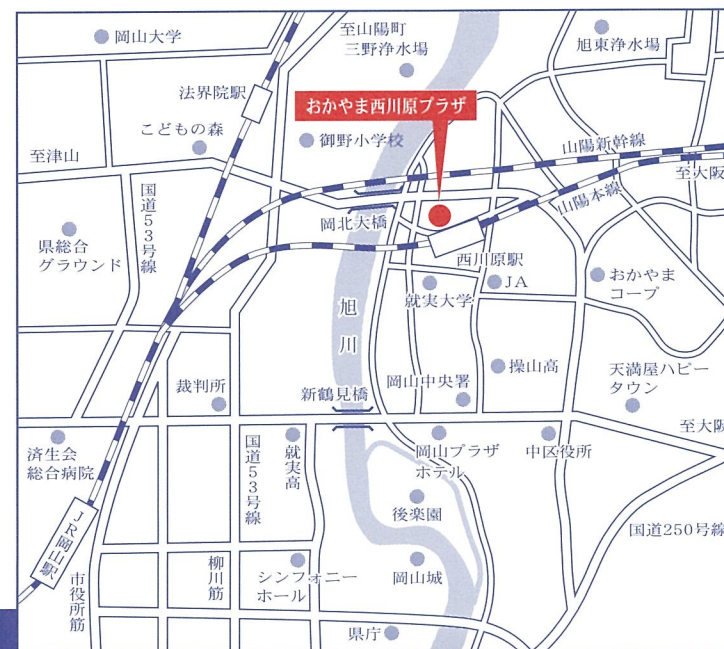 岡山大学
至山陽町
三野浄水場
旭東浄水場
法界院駅
おかやま西川原プラザ
こどもの森
御野小学校
山陽新幹線
至津山
至大阪
山陽本線
国道53号線
岡北大橋
県総合
グラウンド
西川原駅
JA
おかやま
コープ
就実大学
旭川
操山高
天満屋ハピー
タウン
裁判所
新鶴見橋
岡山中央署
至大阪
済生会
総合病院
国道53号線
就実高
岡山プラザ
ホテル
中区役所
後楽園
国道250号線
JR岡山駅
市役所筋
柳川筋
シンフォニー
ホール
岡山城
県庁